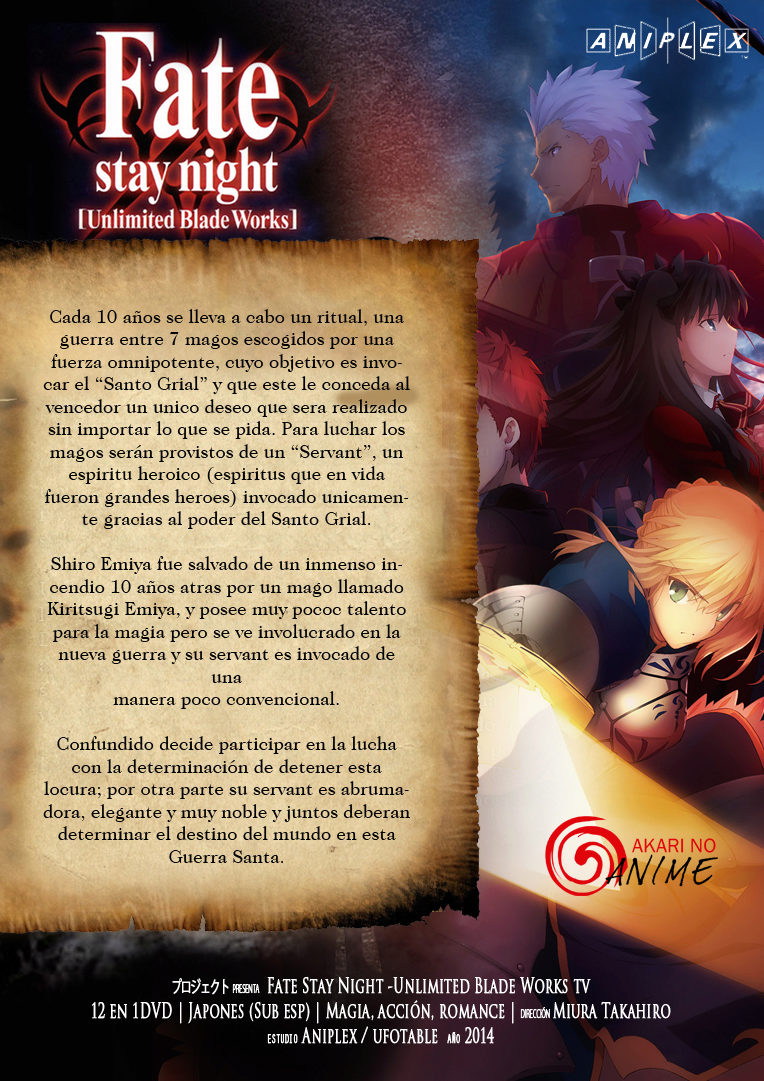 Fate
stay night
[Unlimited Blade Works]
ANIPLEX
Cada 10 años se lleva a cabo un ritual, una
guerra entre 7 magos escogidos por una
fuerza omnipotente, cuyo objetivo es invo-
car el “Santo Grial” y que este le conceda al
vencedor un unico deseo que sera realizado
sin importar lo que se pida. Para luchar los
magos serán provistos de un “Servant”, un
espiritu heroico (espiritus que en vida
fueron grandes heroes) invocado unicamen-
te gracias al poder del Santo Grial.
Shiro Emiya fue salvado de un inmenso in-
cendio 10 años atras por un mago llamado
Kiritsugi Emiya, y posee muy pococ talento
para la magia pero se ve involucrado en la
nueva guerra y su servant es invocado de
una
manera poco convencional.
Confundido decide participar en la lucha
con la determinación de detener esta
locura; por otra parte su servant es abruma-
dora, elegante y muy noble y juntos deberan
determinar el destino del mundo en esta
Guerra Santa.
AKARI NO
ANIME
プロジェクト PRESENTA FATE STAY NIGHT -UNLIMITED BLADE WORKS TV
12 EN 1DVD | JAPONES (SUB ESP) | MAGIA, ACCIÓN, ROMANCE | DIRECCIÓN MIURA TAKAHIRO
ESTUDIO ANIPLEX / UFOTABLE AÑO 2014